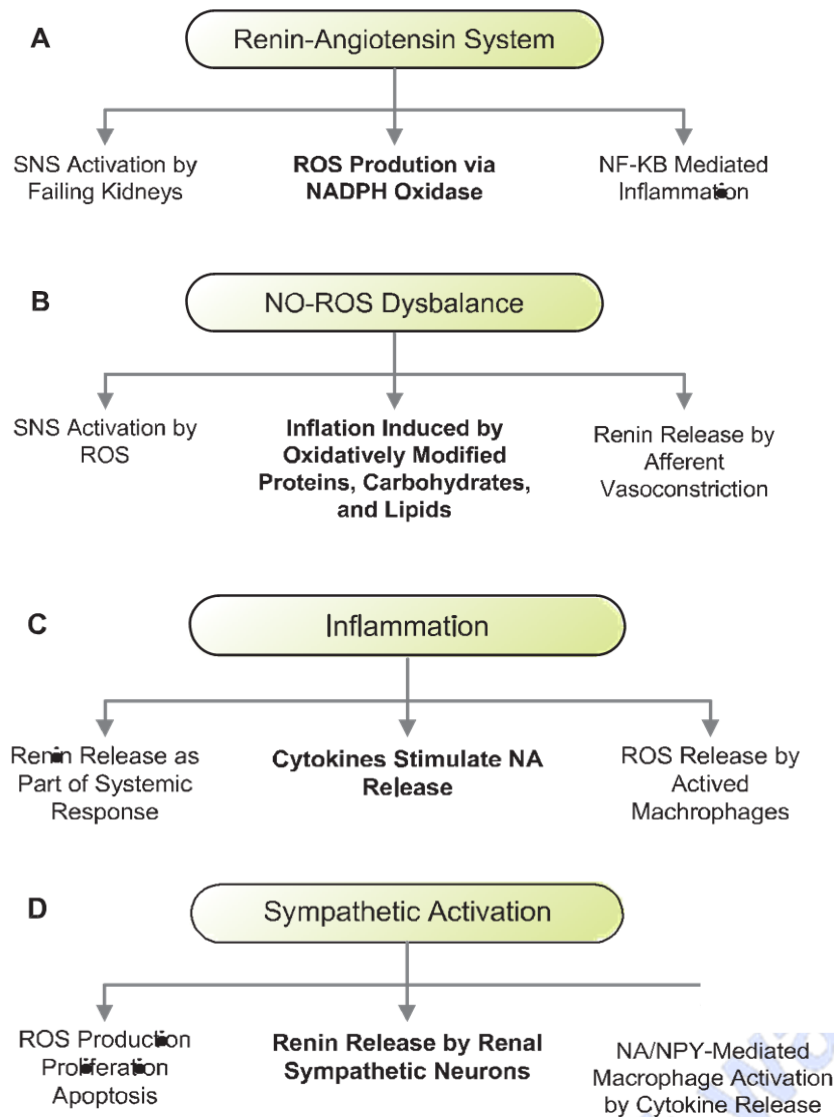 A
Renin-Angiotensin System
SNS Activation by
Failing Kidneys
ROS Prodution via
NADPH Oxidase
NF-KB Mediated
Inflammation
B
NO-ROS Dysbalance
SNS Activation by
ROS
Inflation Induced by
Oxidatively Modified
Proteins, Carbohydrates,
and Lipids
Renin Release by
Afferent
Vasoconstriction
C
Inflammation
Renin Release as
Part of Systemic
Response
Cytokines Stimulate NA
Release
ROS Release by
Actived
Machrophages
D
Sympathetic Activation
ROS Production
Proliferation
Apoptosis
Renin Release by Renal
Sympathetic Neurons
NA/NPY-Mediated
Macrophage Activation
by Cytokine Release